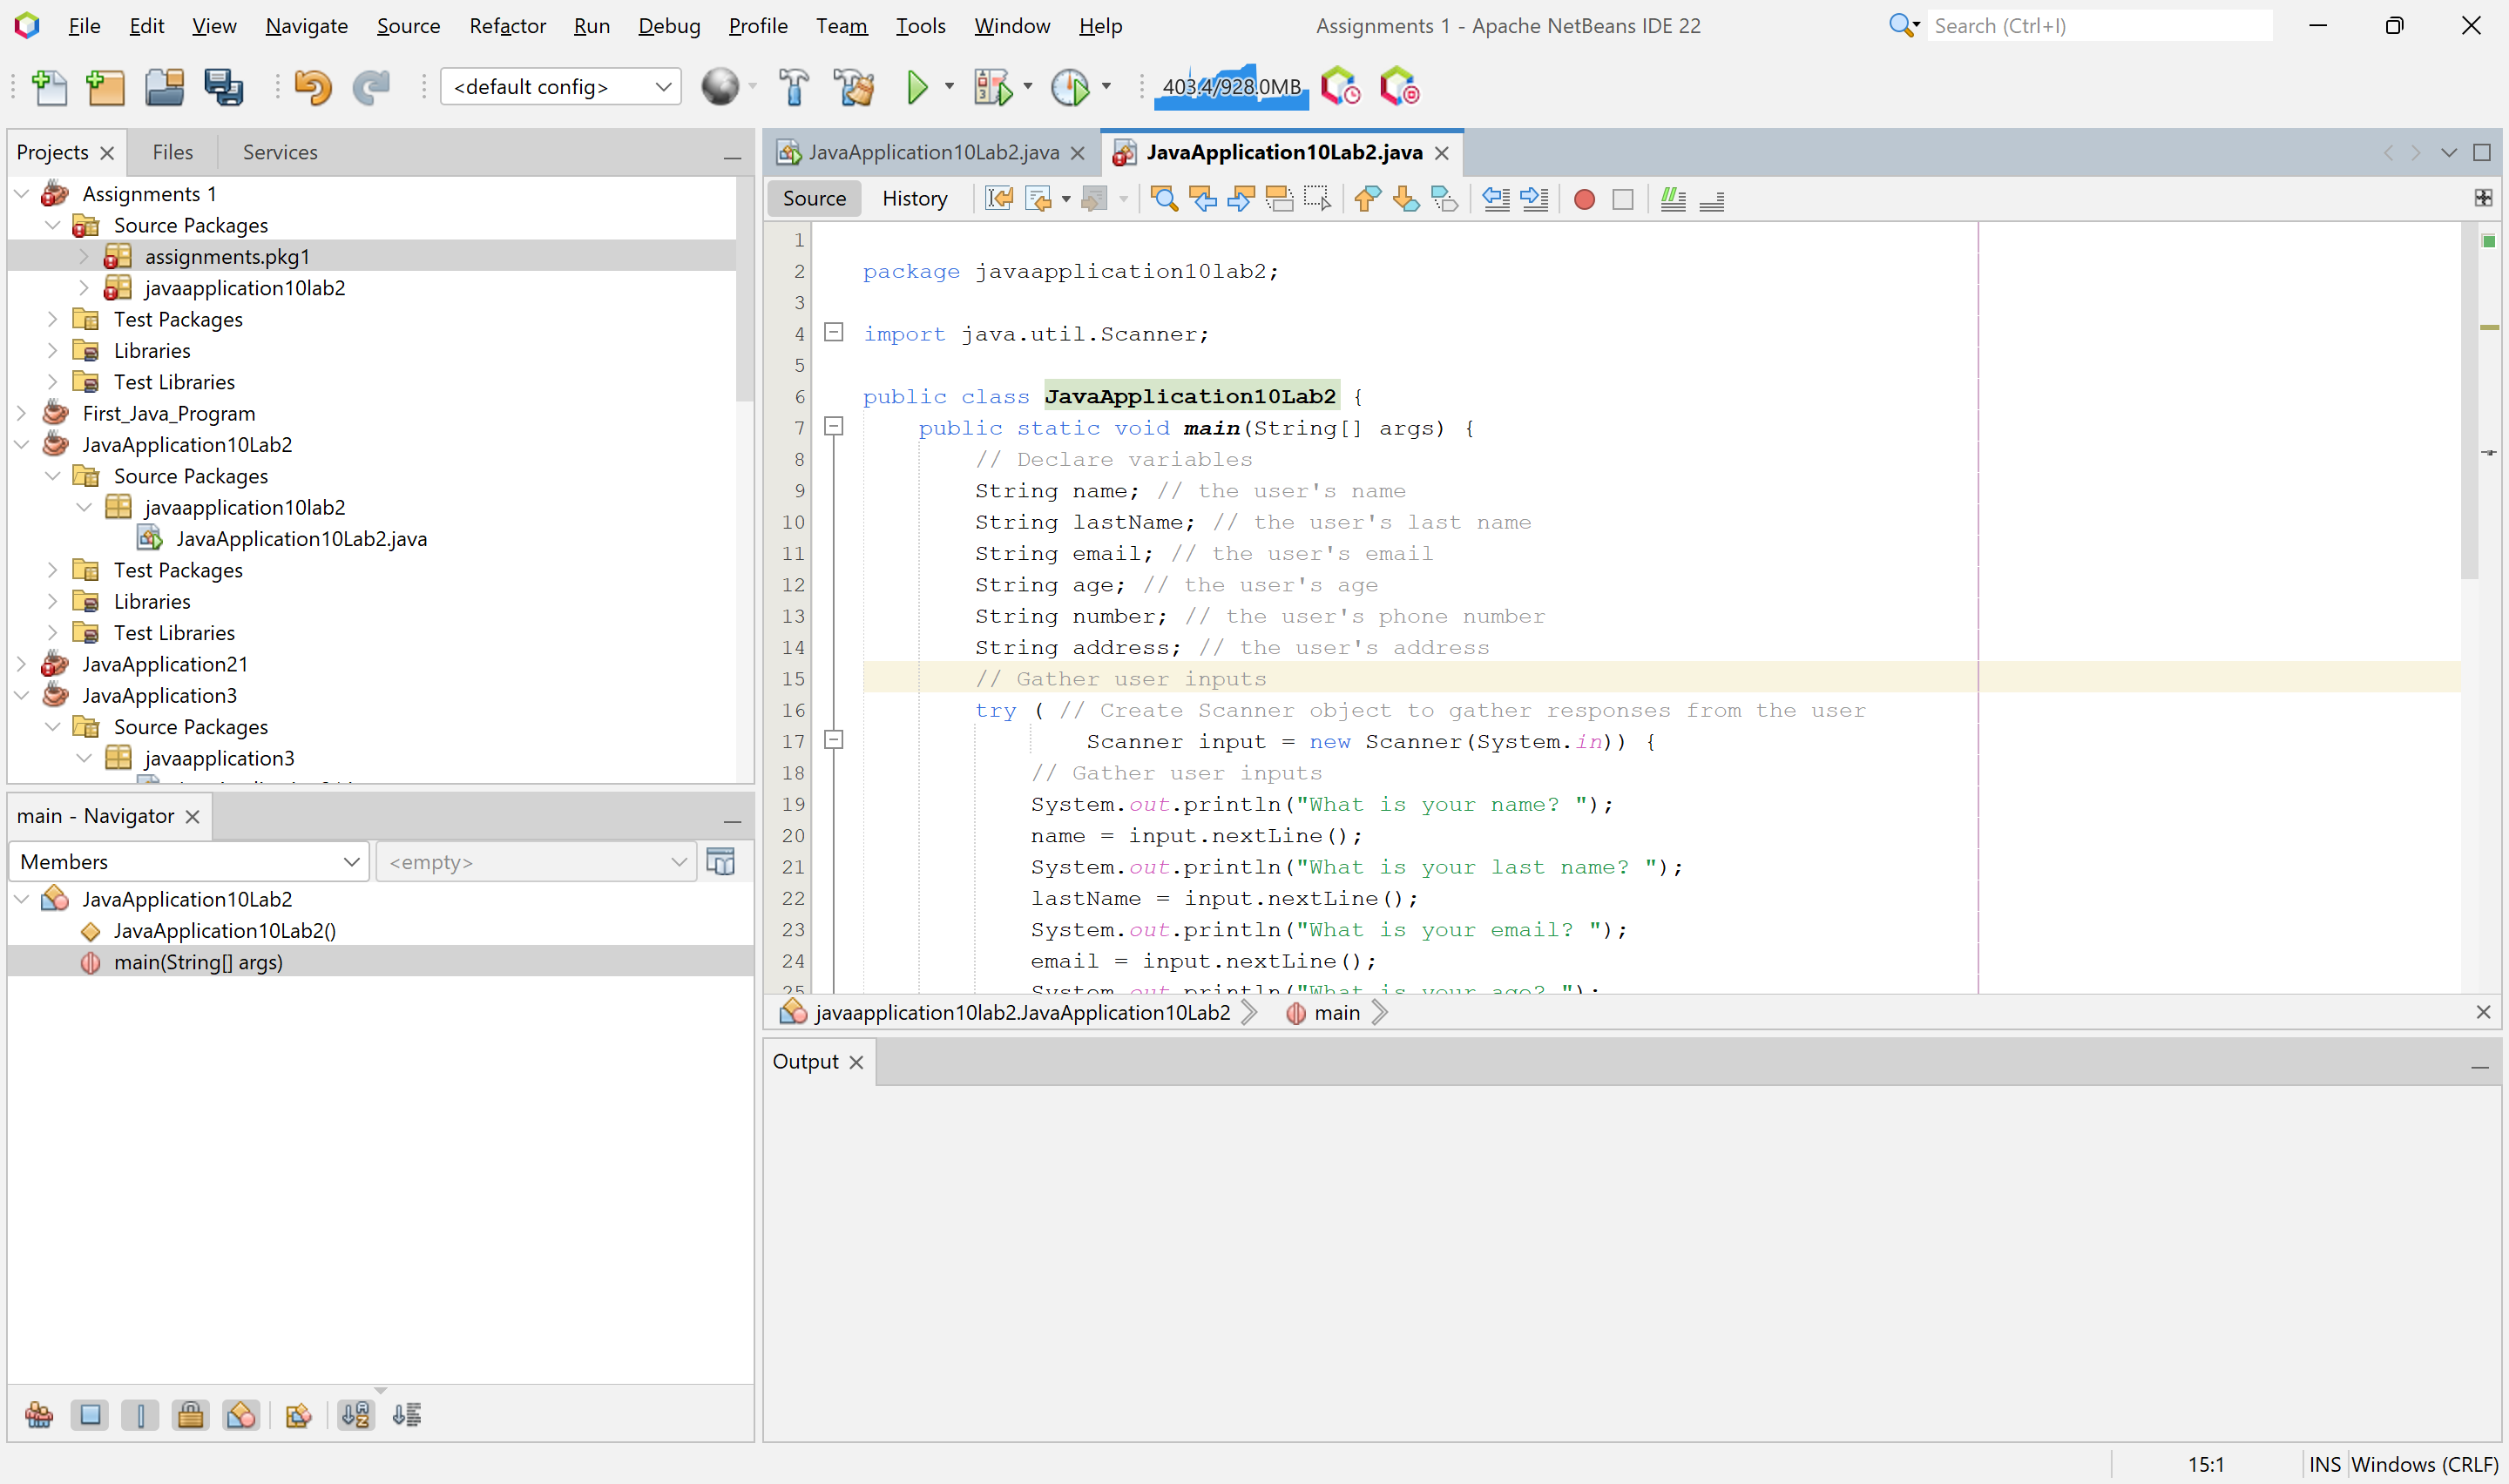 File Edit View Navigate Source Refactor Run Debug Profile Team Tools Window Help Assignments 1 - Apache NetBeans IDE 22 Search (Ctrl+I)
<default config> 403.4/928.0MB
Projects Files Services
Assignments 1
Source Packages
assignments.pkg1
javaapplication10lab2
Test Packages
Libraries
Test Libraries
First_Java_Program
JavaApplication10Lab2
Source Packages
javaapplication10lab2
JavaApplication10Lab2.java
Test Packages
Libraries
Test Libraries
JavaApplication21
JavaApplication3
Source Packages
javaapplication3
main - Navigator
Members <empty>
JavaApplication10Lab2
JavaApplication10Lab2()
main(String[] args)
JavaApplication10Lab2.java JavaApplication10Lab2.java
Source History
1
2 package javaapplication10lab2;
3
4 import java.util.Scanner;
5
6 public class JavaApplication10Lab2 {
7 public static void main(String[] args) {
8 // Declare variables
9 String name; // the user's name
10 String lastName; // the user's last name
11 String email; // the user's email
12 String age; // the user's age
13 String number; // the user's phone number
14 String address; // the user's address
15 // Gather user inputs
16 try ( // Create Scanner object to gather responses from the user
17 Scanner input = new Scanner(System.in)) {
18 // Gather user inputs
19 System.out.println("What is your name? ");
20 name = input.nextLine();
21 System.out.println("What is your last name? ");
22 lastName = input.nextLine();
23 System.out.println("What is your email? ");
24 email = input.nextLine();
25 System.out.println("What is your age? ");
javaapplication10lab2.JavaApplication10Lab2 main
Output
15:1 INS Windows (CRLF)